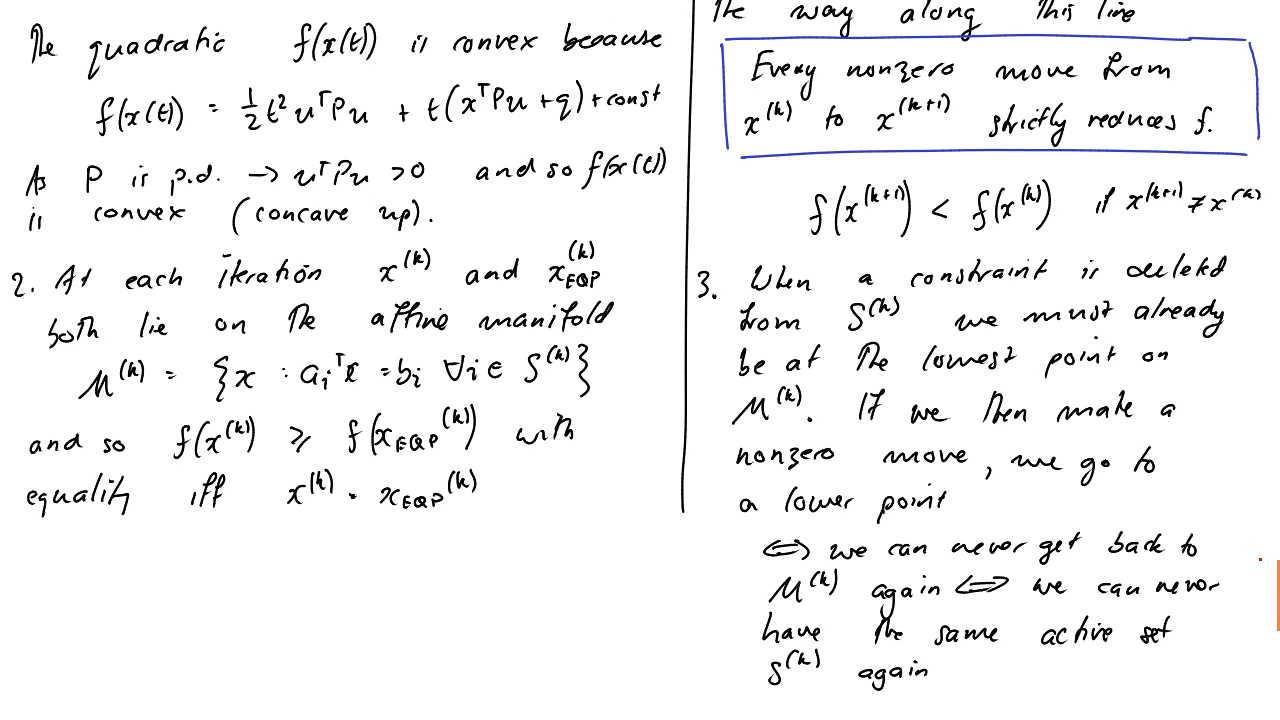 The quadratic f(x(t)) is convex because
f(x(t)) = ½t² uᵀPu + t(xᵀPu + q) + const
As P is p.d. → uᵀPu > 0 and so f(x(t))
is convex (concave up).
2. At each iteration x^(k) and x_EQP^(k)
both lie on the affine manifold
M^(k) = {x : aᵢᵀx = bᵢ ∀i ∈ S^(k)}
and so f(x^(k)) ≥ f(x_EQP^(k)) with
equality iff x^(k) = x_EQP^(k)
the way along this line
Every nonzero move from
x^(k) to x^(k+1) strictly reduces f.
f(x^(k+1)) < f(x^(k)) if x^(k+1) ≠ x^(k)
3. When a constraint is deleted
from S^(k) we must already
be at the lowest point on
M^(k). If we then make a
nonzero move, we go to
a lower point
⇔ we can never get back to
M^(k) again ⇔ we can never
have the same active set
S^(k) again